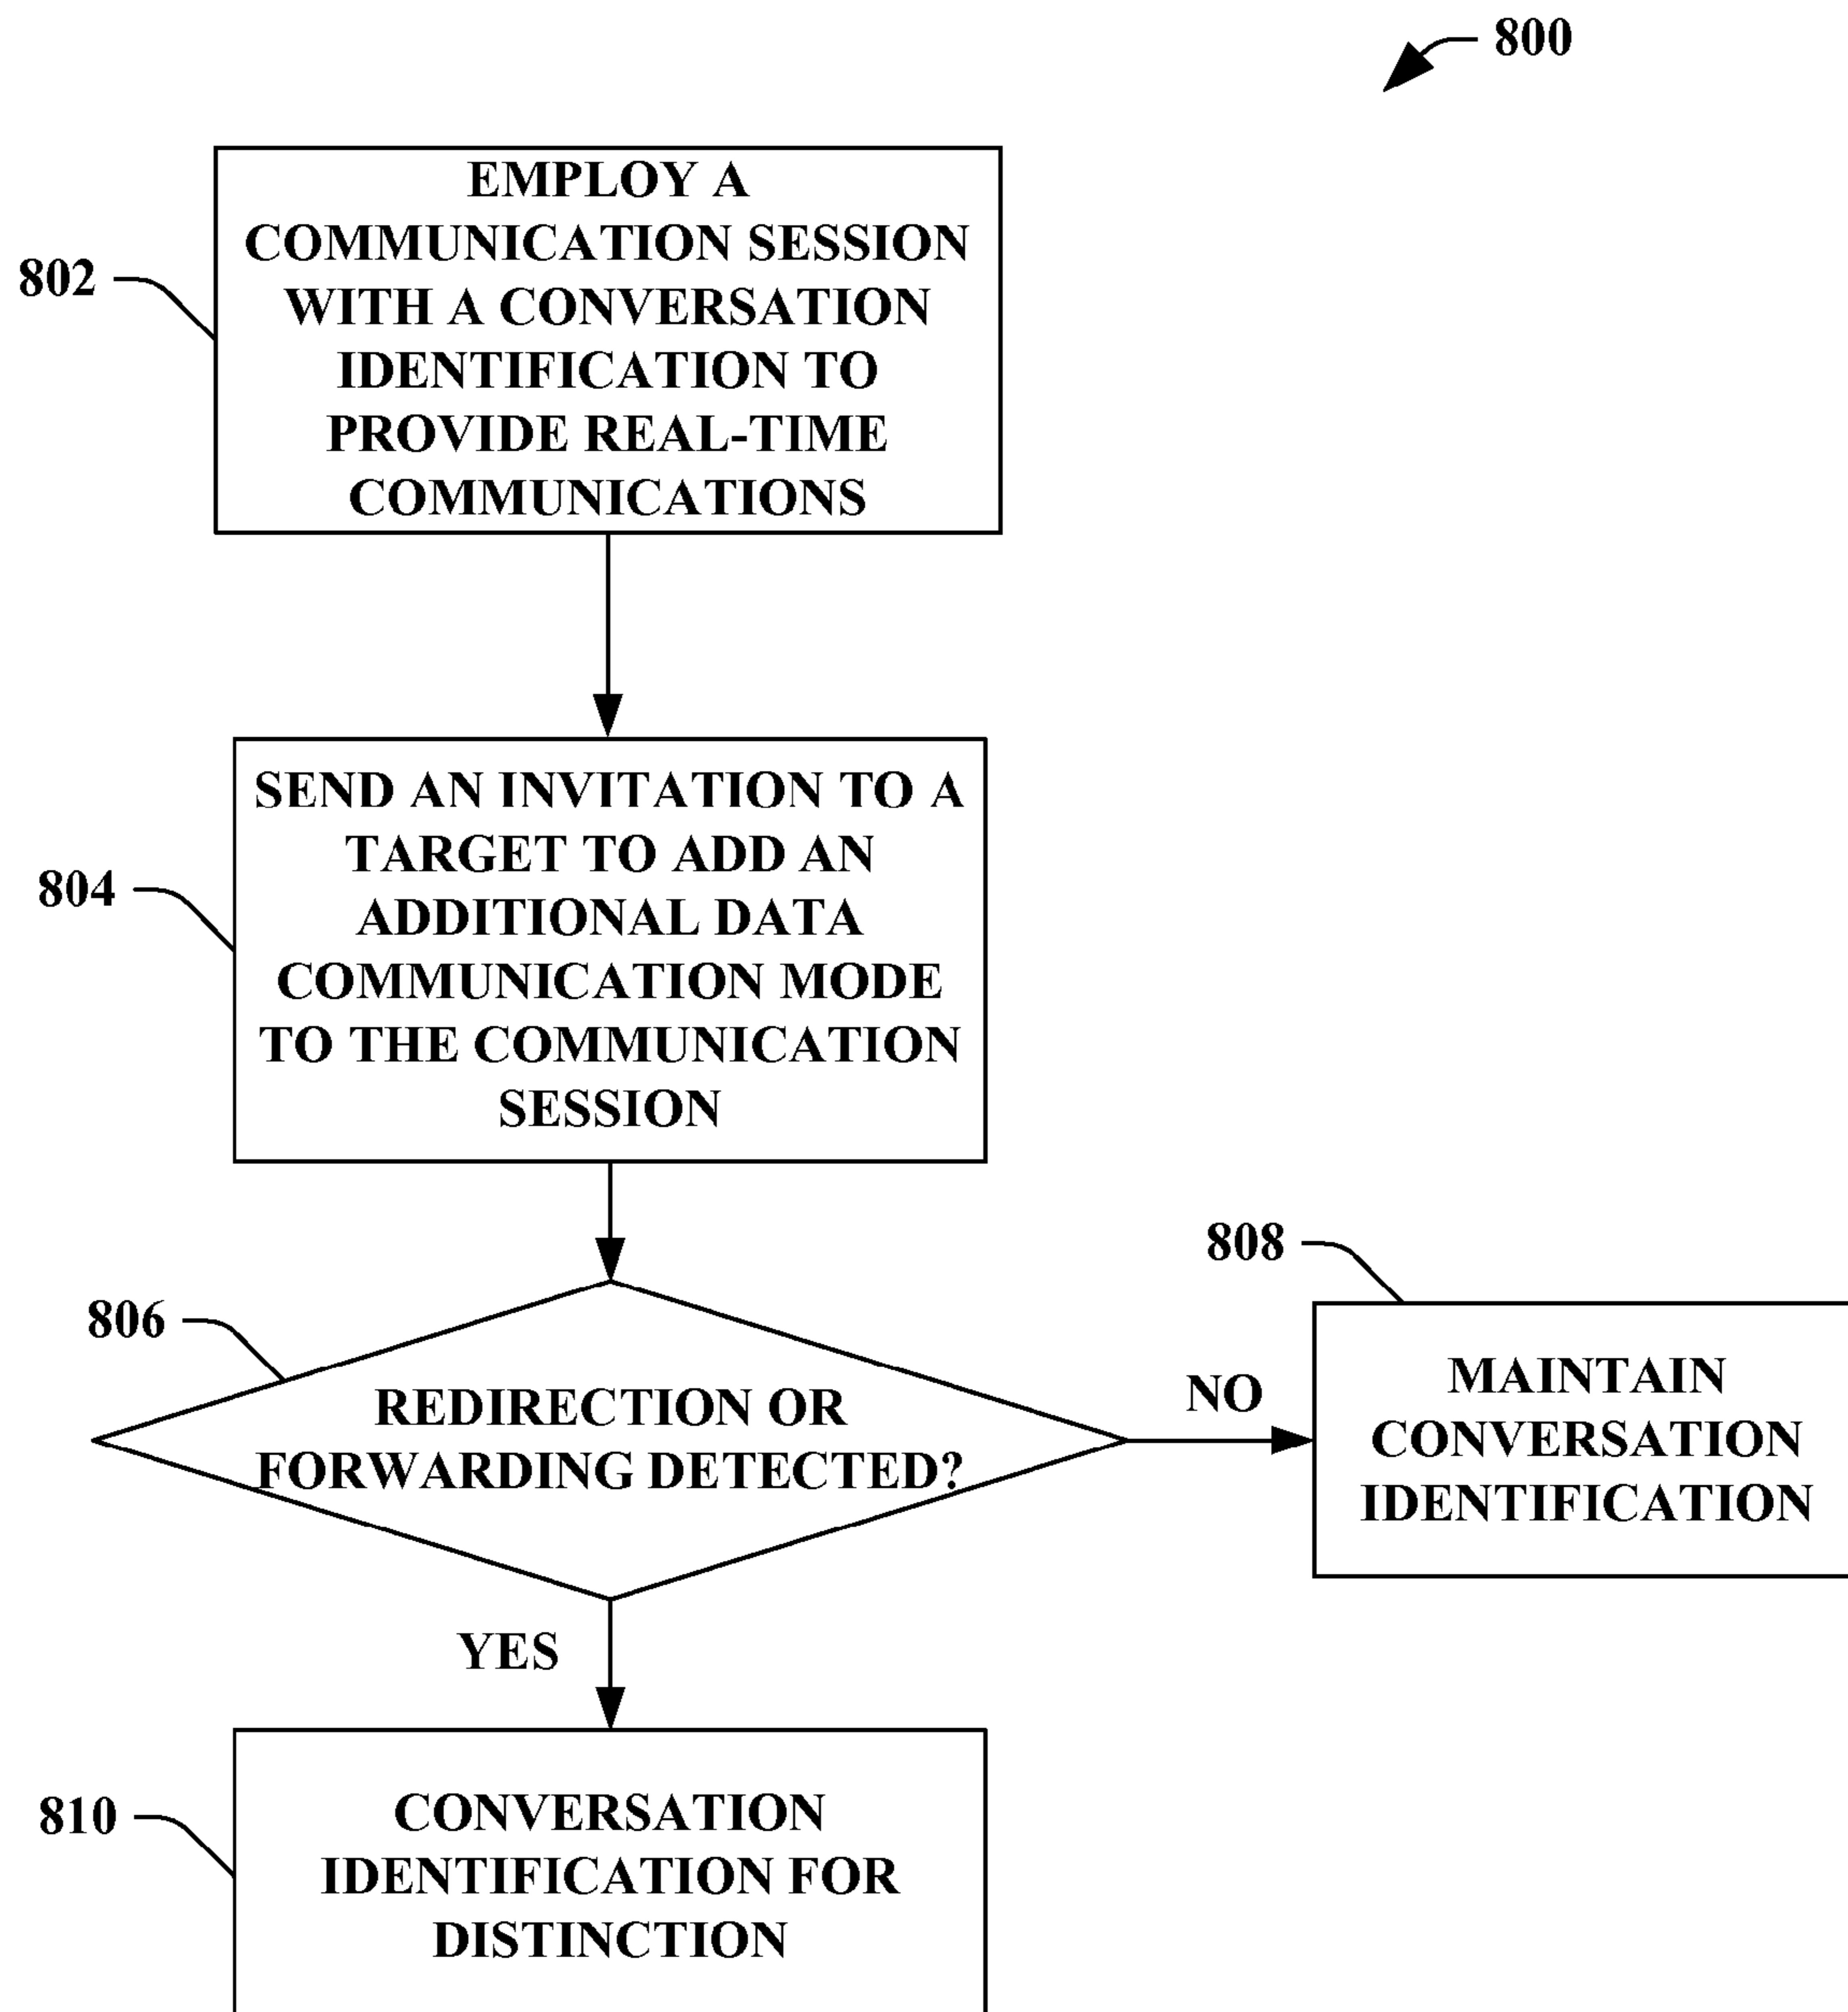 800
802
EMPLOY A
COMMUNICATION SESSION
WITH A CONVERSATION
IDENTIFICATION TO
PROVIDE REAL-TIME
COMMUNICATIONS
804
SEND AN INVITATION TO A
TARGET TO ADD AN
ADDITIONAL DATA
COMMUNICATION MODE
TO THE COMMUNICATION
SESSION
806
REDIRECTION OR
FORWARDING DETECTED?
NO
808
MAINTAIN
CONVERSATION
IDENTIFICATION
YES
810
CONVERSATION
IDENTIFICATION FOR
DISTINCTION